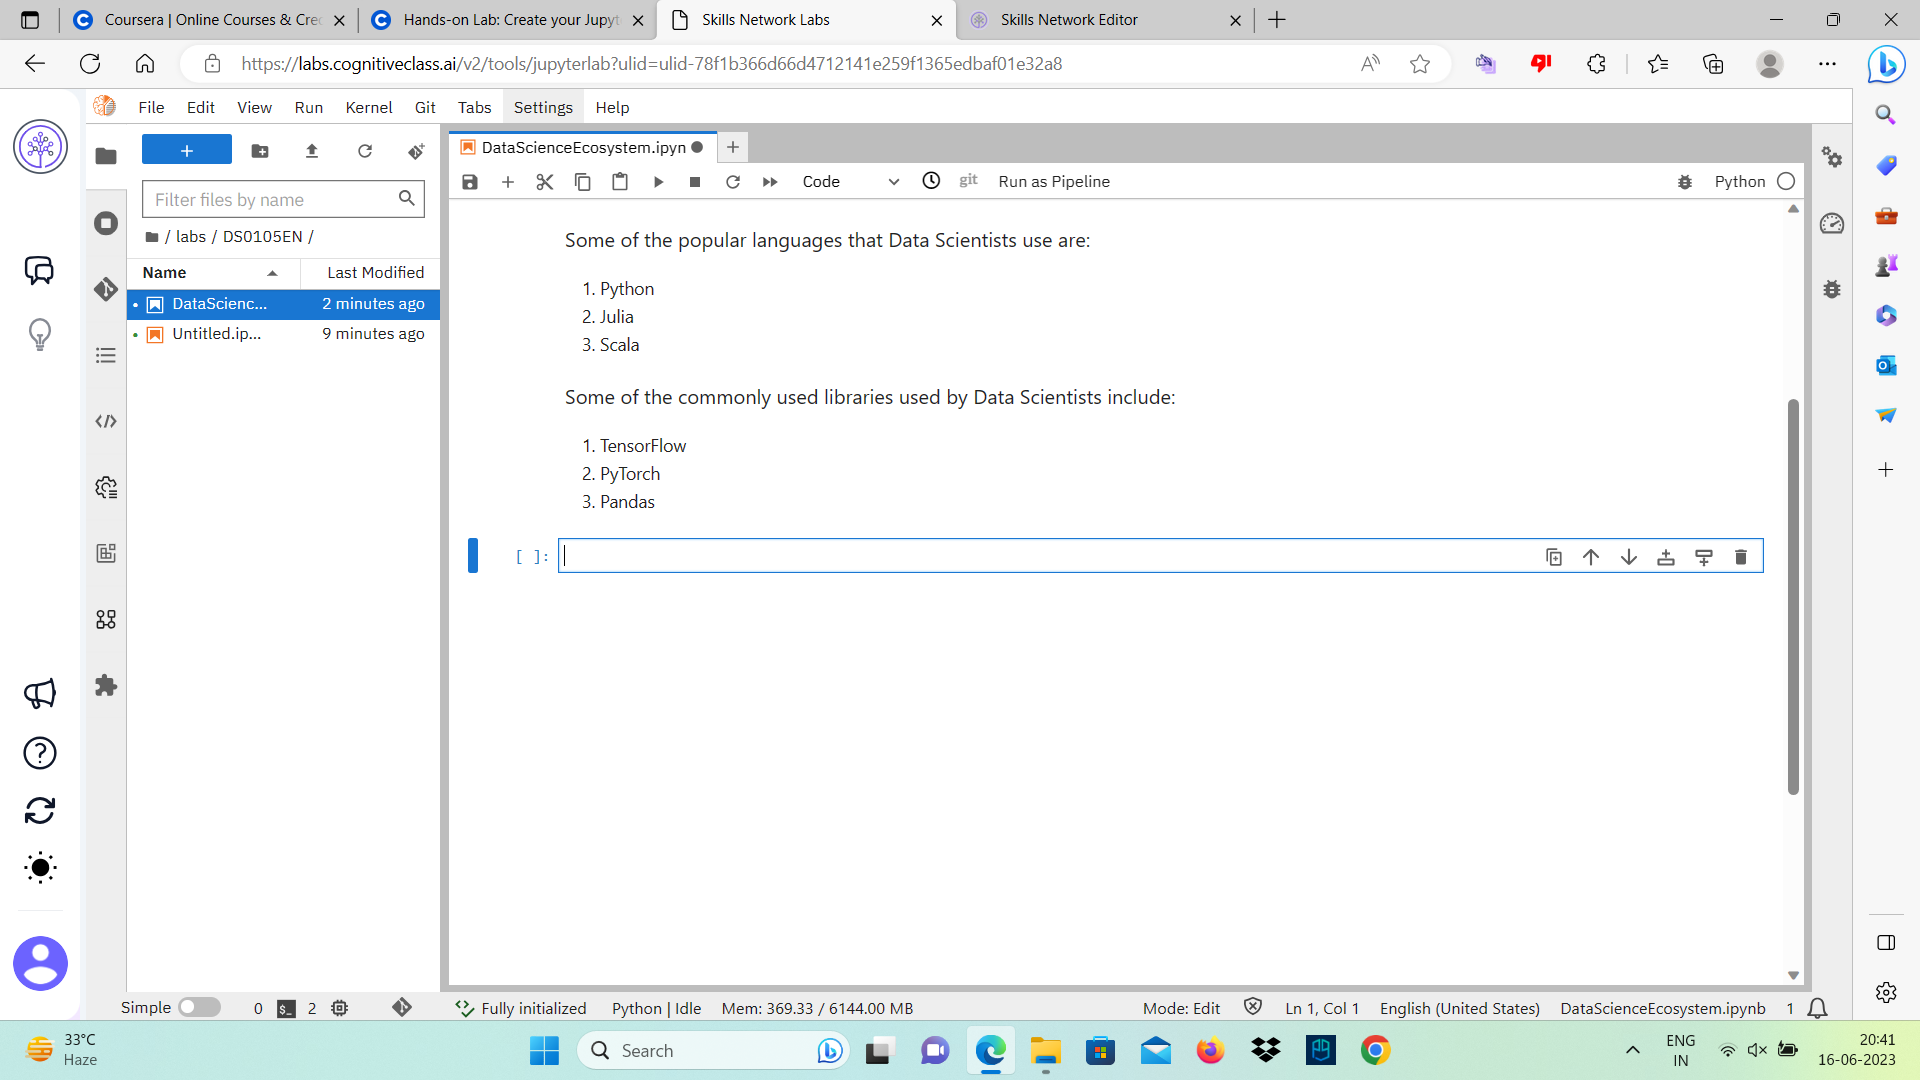 Coursera | Online Courses & Cre
Hands-on Lab: Create your Jupyt
Skills Network Labs
Skills Network Editor
https://labs.cognitiveclass.ai/v2/tools/jupyterlab?ulid=ulid-78f1b366d66d4712141e259f1365edbaf01e32a8
File Edit View Run Kernel Git Tabs Settings Help
DataScienceEcosystem.ipyn
Code
git
Run as Pipeline
Python
Filter files by name
/ labs / DS0105EN /
Name Last Modified
DataScienc... 2 minutes ago
Untitled.ip... 9 minutes ago
Some of the popular languages that Data Scientists use are:
1. Python
2. Julia
3. Scala
Some of the commonly used libraries used by Data Scientists include:
1. TensorFlow
2. PyTorch
3. Pandas
[ ]:
Simple 0 $_ 2 Fully initialized Python | Idle Mem: 369.33 / 6144.00 MB Mode: Edit Ln 1, Col 1 English (United States) DataScienceEcosystem.ipynb 1
33°C
Haze
Search
ENG
IN
20:41
16-06-2023